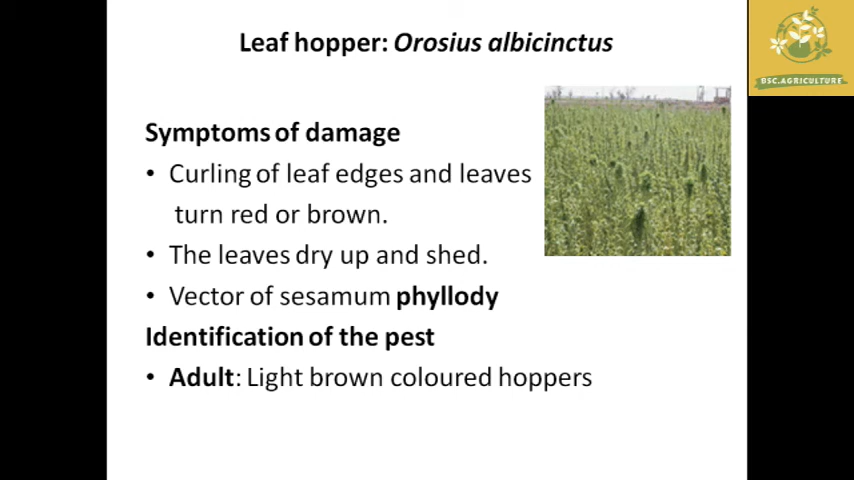 Leaf hopper: Orosius albicinctus
BSC.AGRICULTURE
Symptoms of damage
• Curling of leaf edges and leaves
turn red or brown.
• The leaves dry up and shed.
• Vector of sesamum phyllody
Identification of the pest
• Adult: Light brown coloured hoppers